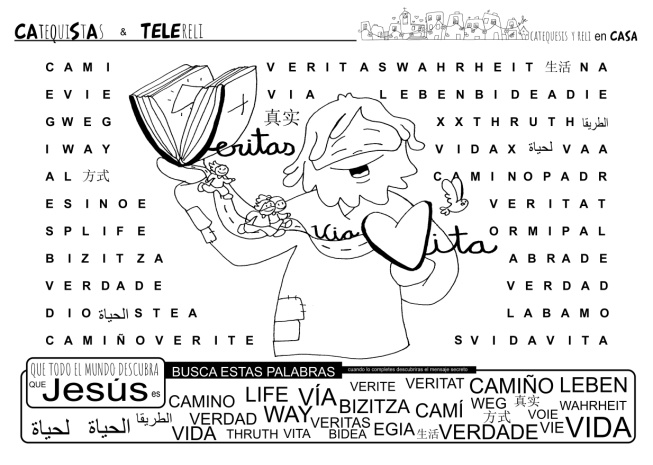 CATEQUISTAS & TELERELI
CATEQUESIS Y RELI en CASA
C A M I V E R I T A S W A H R H E I T 生活 N A
E V I E V I A L E B E N B I D E A D I E
G W E G 真实 X X T H R U T H الطريقا
I W A Y Veritas V I D A X لحياة V A A
A L 方式 C A M I N O P A D R
E S I N O E V E R I T A T
S P L I F E Via Vita O R M I P A L
B I Z I T Z A A B R A D E
V E R D A D E V E R D A D
D I O الحياة S T E A L A B A M O
C A M I Ñ O V E R I T E S V I D A V I T A
QUE TODO EL MUNDO DESCUBRA
QUE Jesús es
BUSCA ESTAS PALABRAS cuando lo completes descubriras el mensaje secreto
CAMINO LIFE VÍA VERITE VERITAT CAMIÑO LEBEN
BIZITZA CAMÍ WEG 真实 WAHRHEIT
لحياة الحياة الطريقا VERDAD WAY VERITAS 方式 VOIE
VIDA THRUTH VITA BIDEA EGIA 生活 VERDADE VIE VIDA